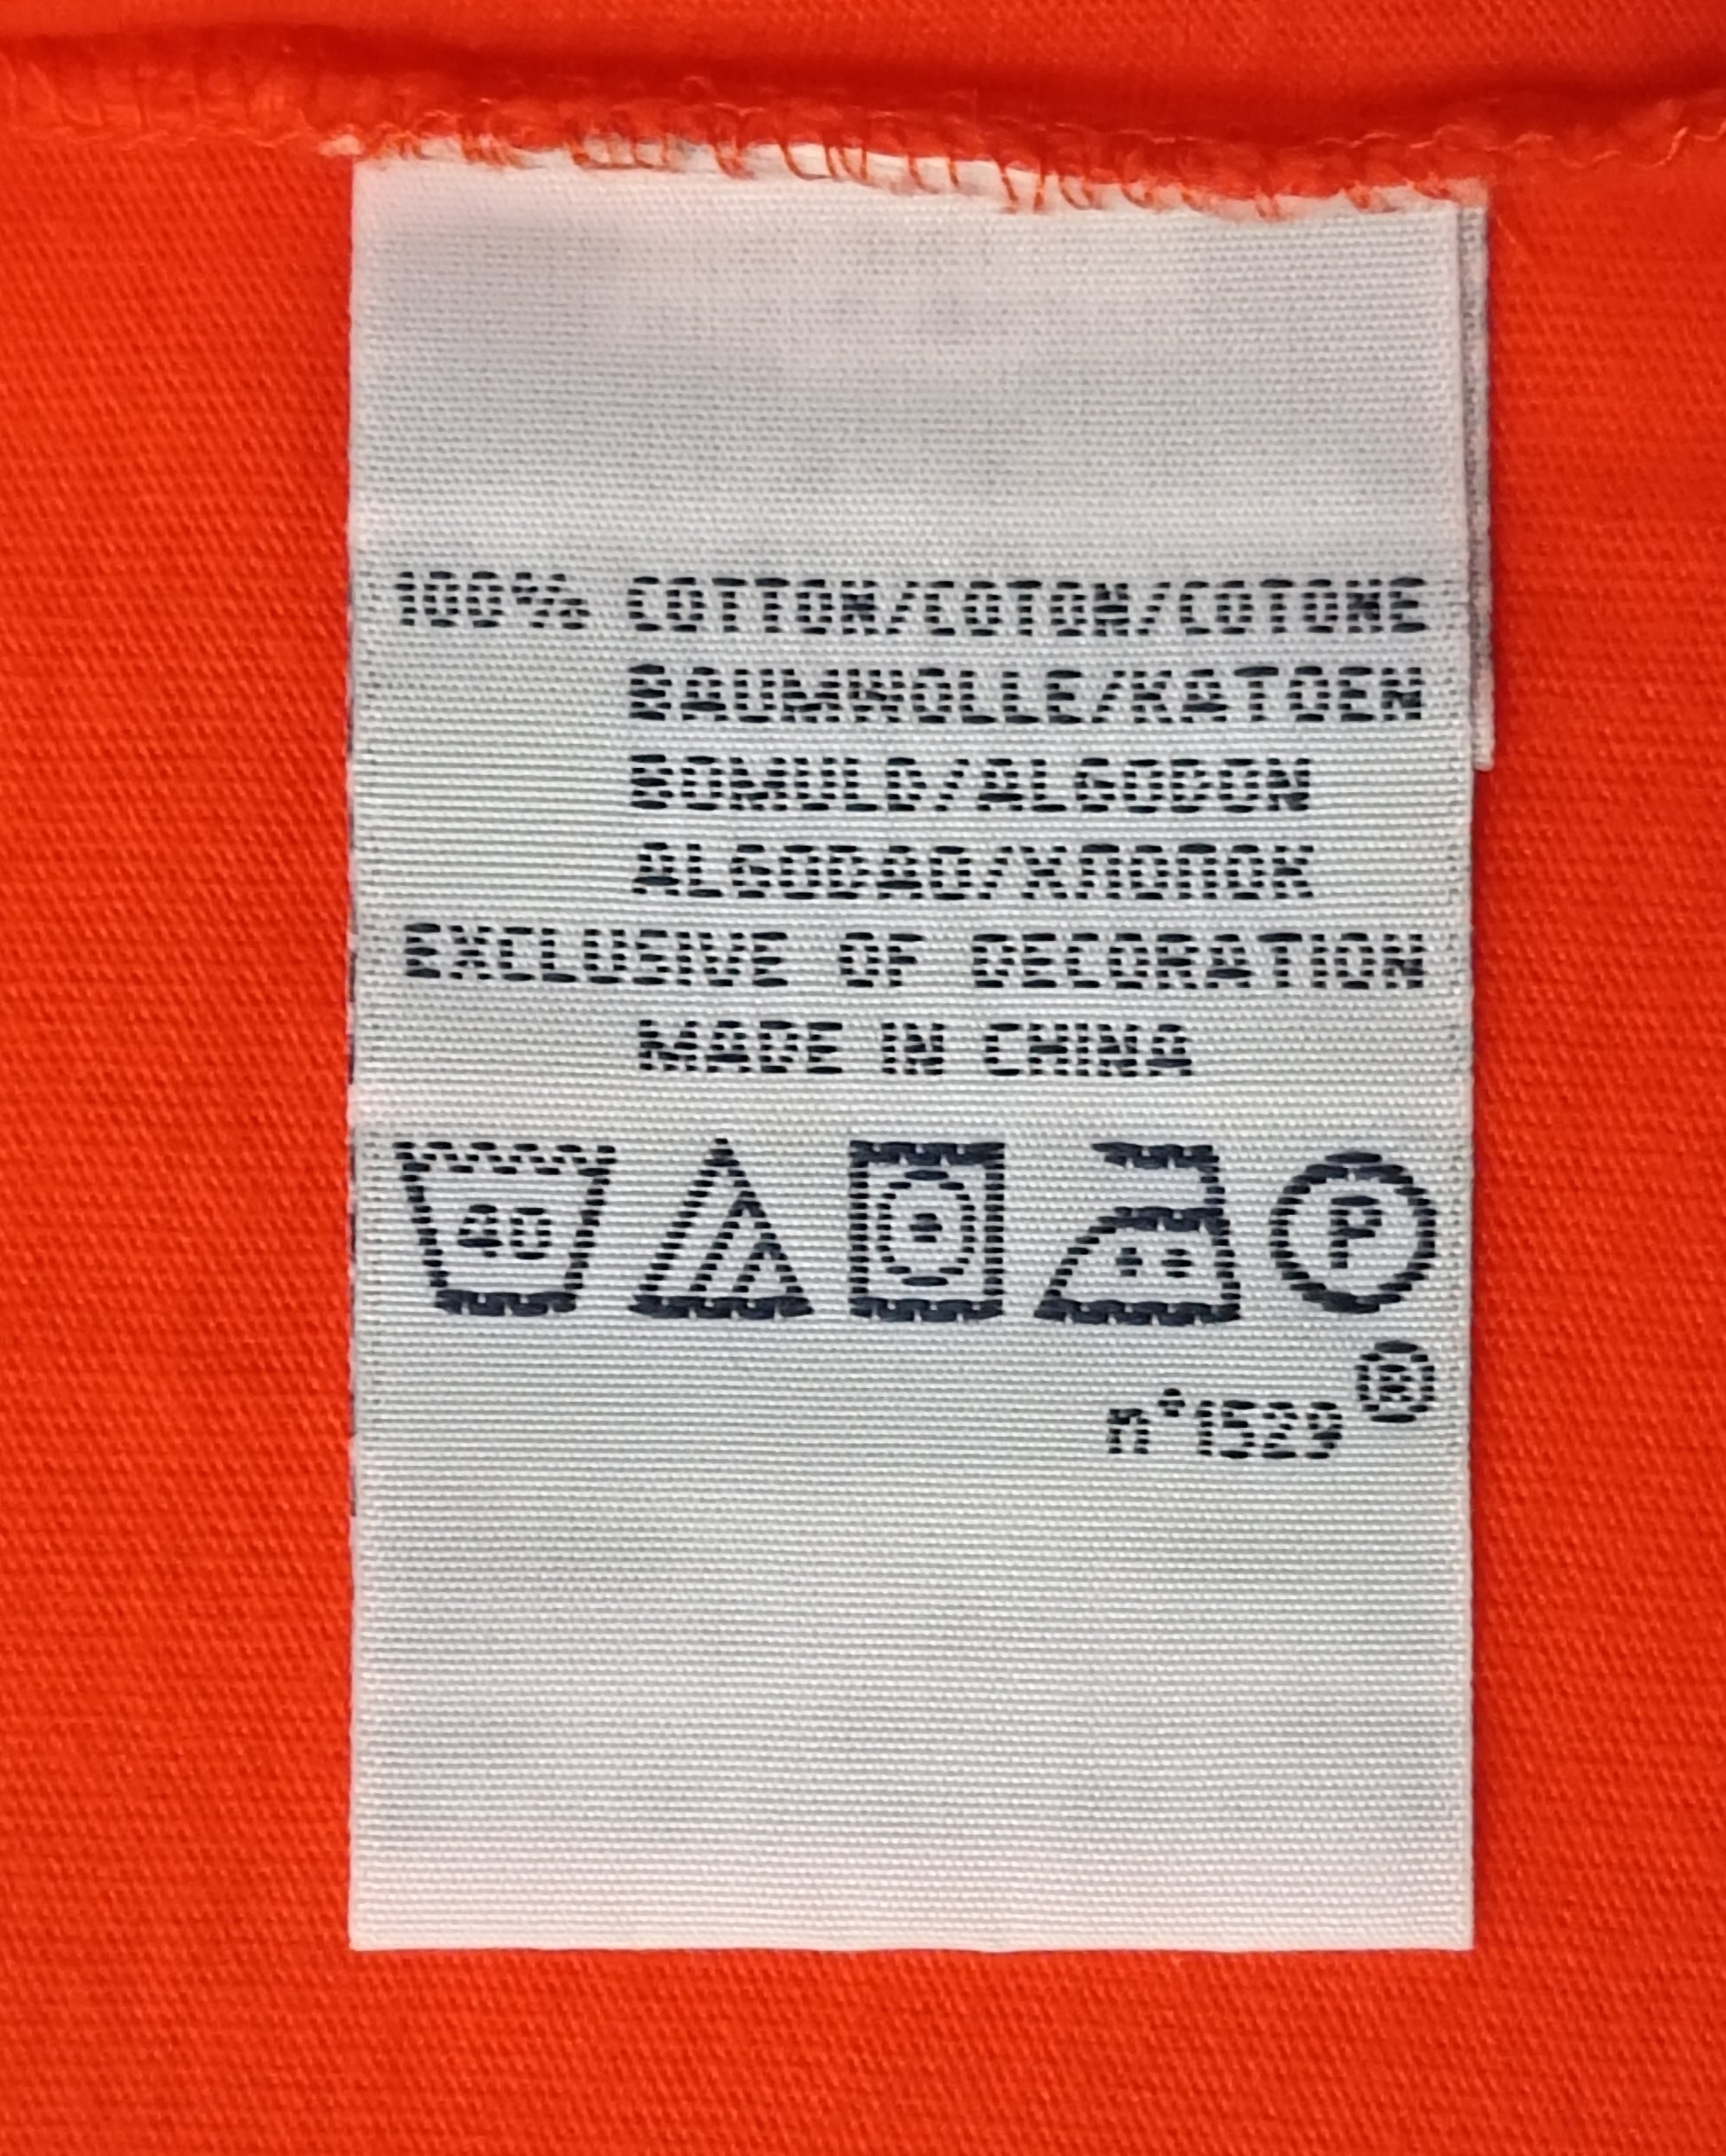 100% COTTON/COTON/COTONE
BAUMWOLLE/KATOEN
BOMULD/ALGODON
ALGODAO/ХЛОПОК
EXCLUSIVE OF DECORATION
MADE IN CHINA
40 P
n°1529®